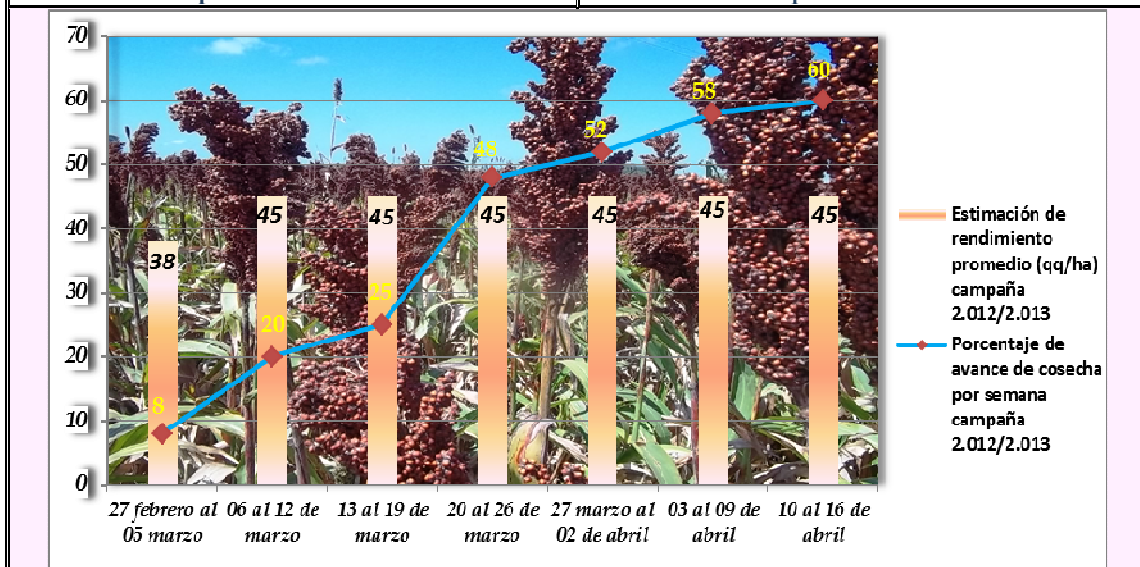 70
60
50
40
30
20
10
0
38
45
45
45
45
45
45
8
20
25
48
52
58
60
27 febrero al
05 marzo
06 al 12 de
marzo
13 al 19 de
marzo
20 al 26 de
marzo
27 marzo al
02 de abril
03 al 09 de
abril
10 al 16 de
abril
Estimación de
rendimiento
promedio (qq/ha)
campaña
2.012/2.013
Porcentaje de
avance de cosecha
por semana
campaña
2.012/2.013